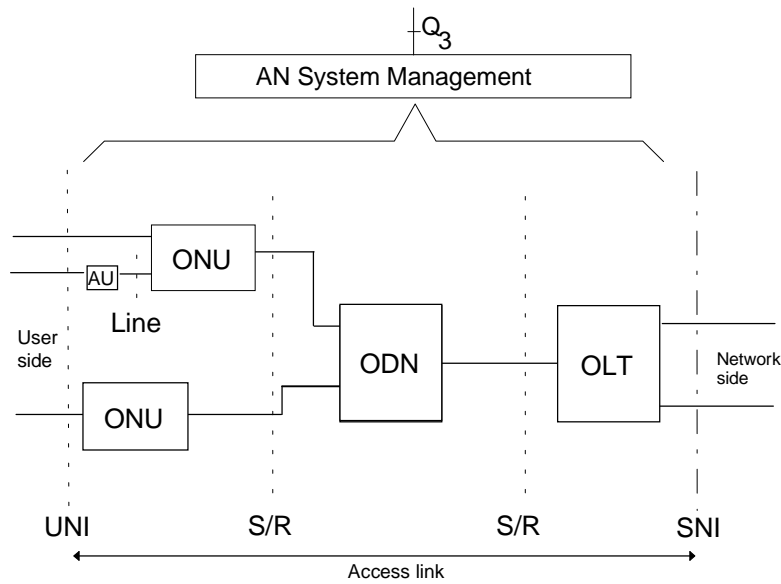 Q3
AN System Management
ONU
AU
Line
User
side
ODN
OLT
Network
side
ONU
UNI
S/R
S/R
SNI
Access link